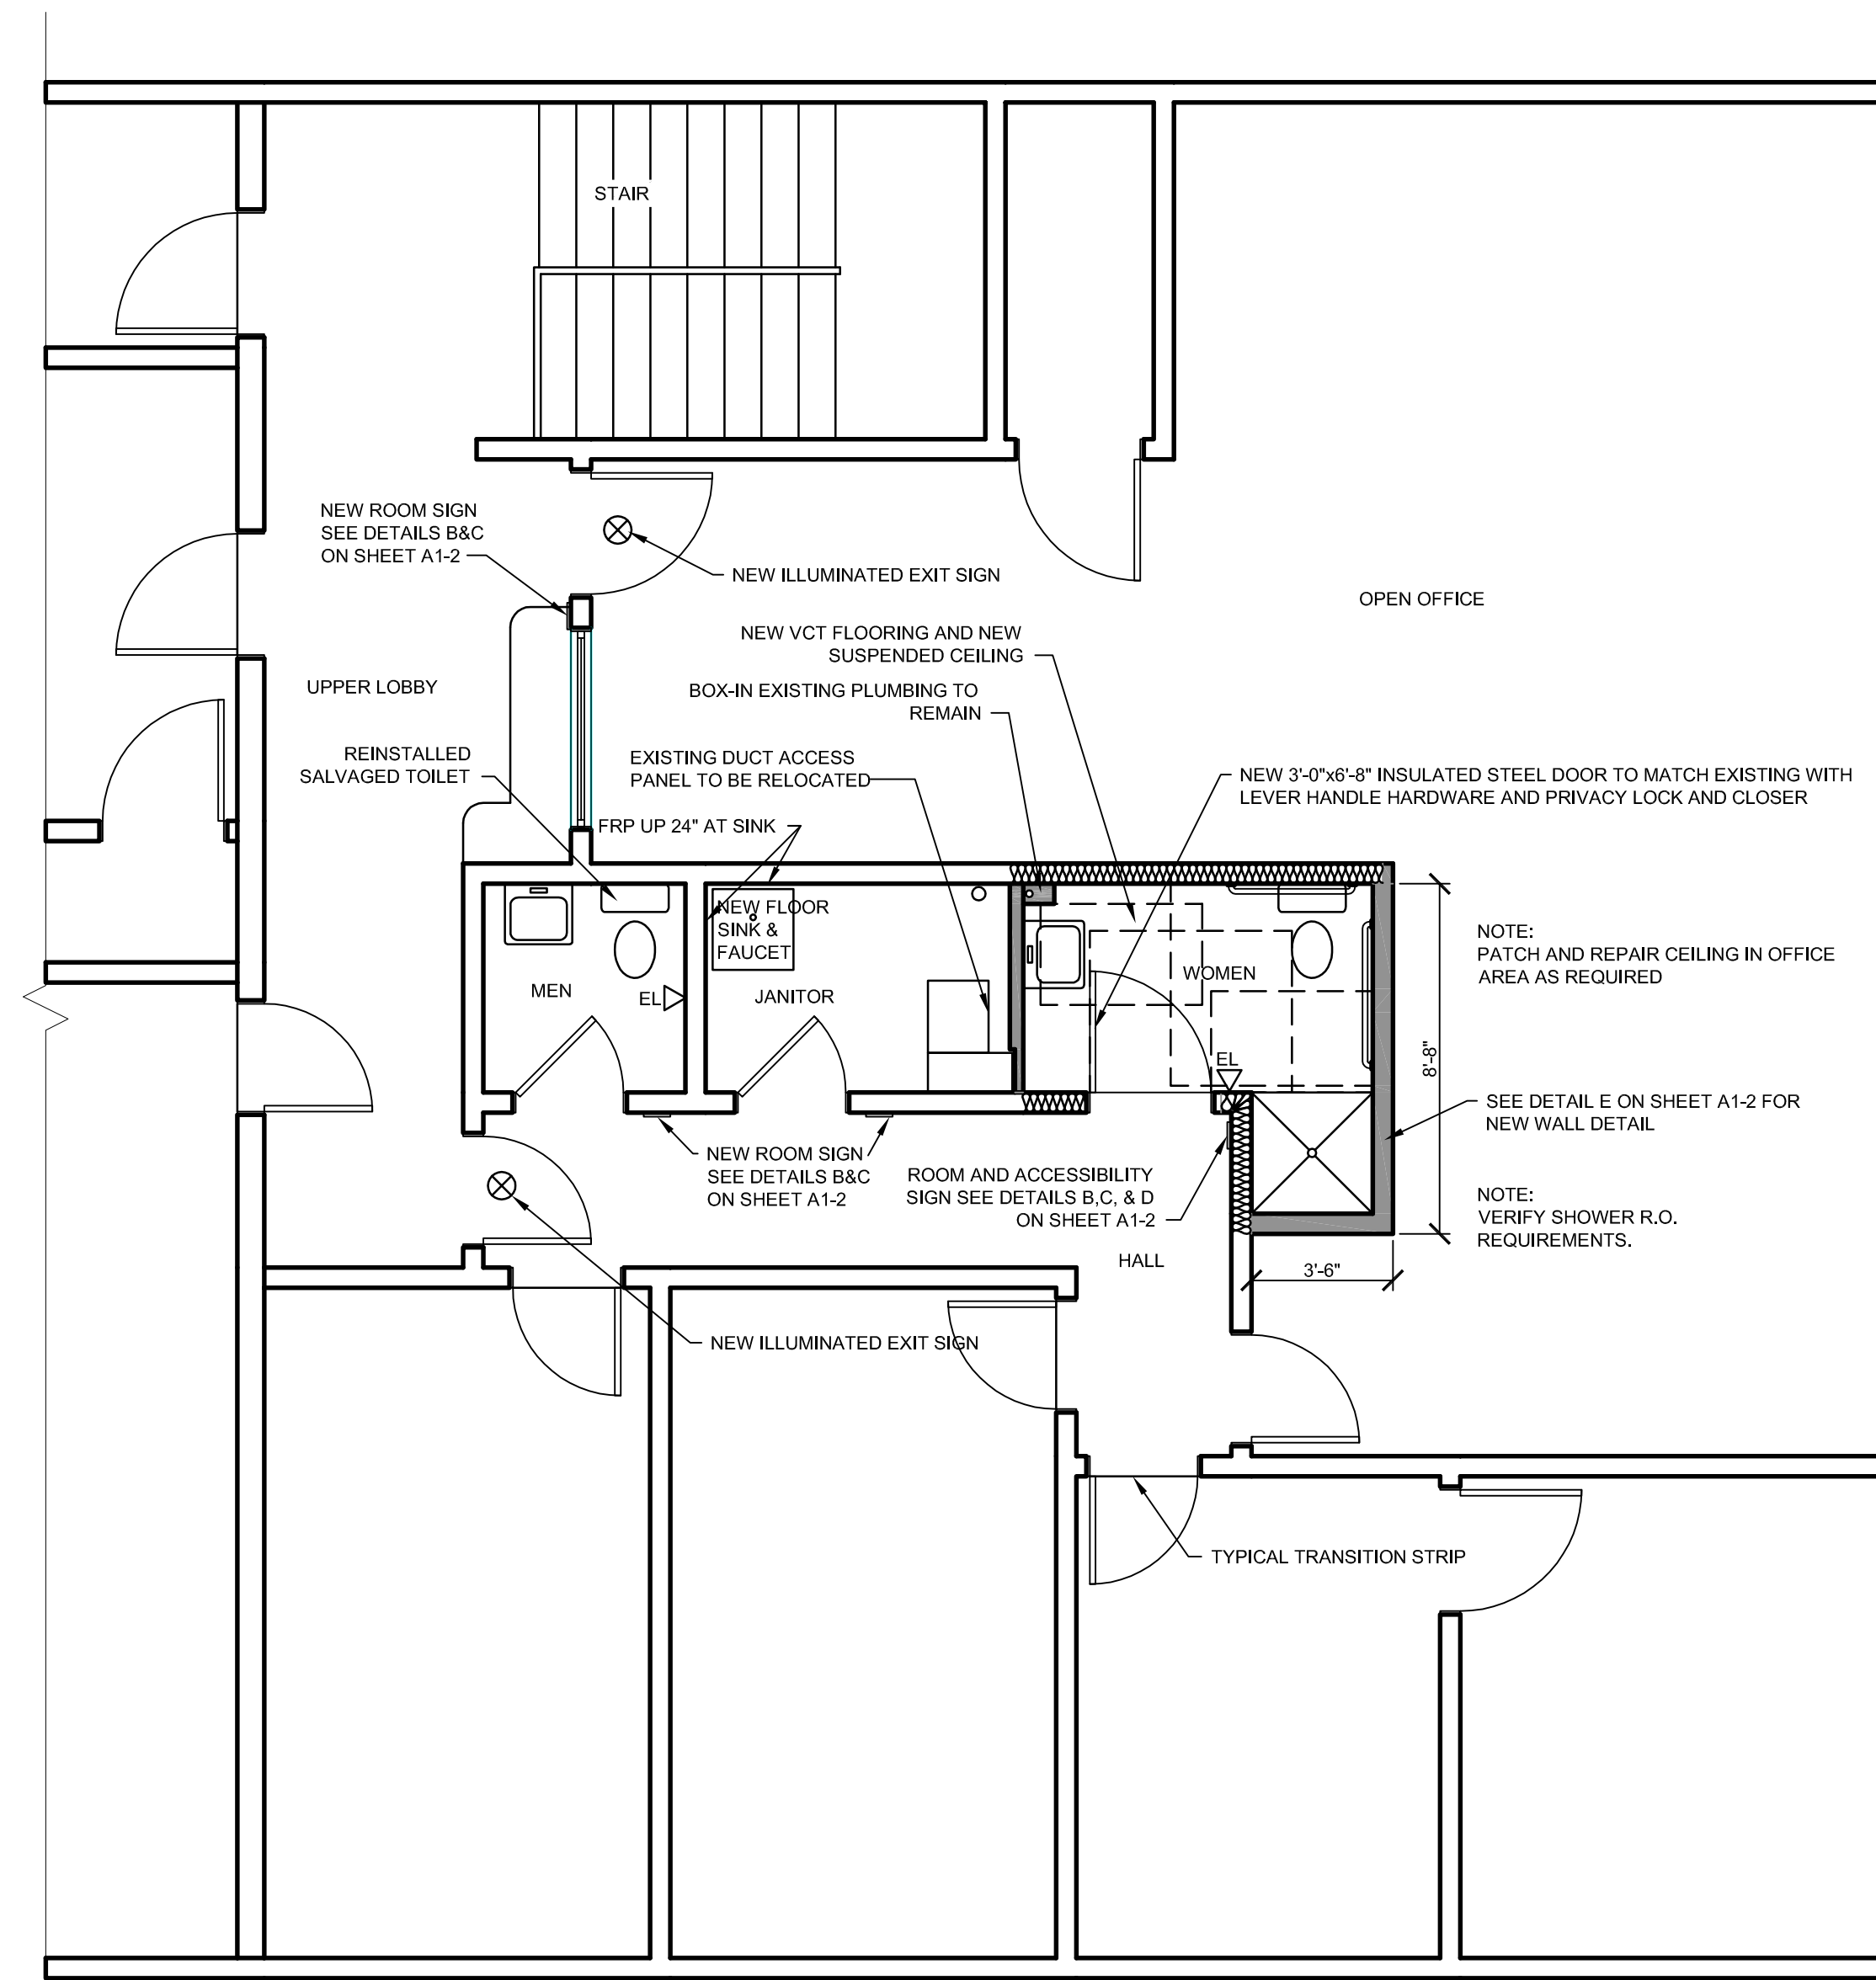 STAIR
NEW ROOM SIGN
SEE DETAILS B&C
ON SHEET A1-2
NEW ILLUMINATED EXIT SIGN
OPEN OFFICE
NEW VCT FLOORING AND NEW
SUSPENDED CEILING
UPPER LOBBY
BOX-IN EXISTING PLUMBING TO
REMAIN
REINSTALLED
SALVAGED TOILET
EXISTING DUCT ACCESS
PANEL TO BE RELOCATED
NEW 3'-0"x6'-8" INSULATED STEEL DOOR TO MATCH EXISTING WITH
LEVER HANDLE HARDWARE AND PRIVACY LOCK AND CLOSER
FRP UP 24" AT SINK
NEW FLOOR
SINK &
FAUCET
MEN
EL
JANITOR
WOMEN
EL
NOTE:
PATCH AND REPAIR CEILING IN OFFICE
AREA AS REQUIRED
8'-8"
SEE DETAIL E ON SHEET A1-2 FOR
NEW WALL DETAIL
NEW ROOM SIGN
SEE DETAILS B&C
ON SHEET A1-2
ROOM AND ACCESSIBILITY
SIGN SEE DETAILS B,C, & D
ON SHEET A1-2
NOTE:
VERIFY SHOWER R.O.
REQUIREMENTS.
HALL
3'-6"
NEW ILLUMINATED EXIT SIGN
TYPICAL TRANSITION STRIP